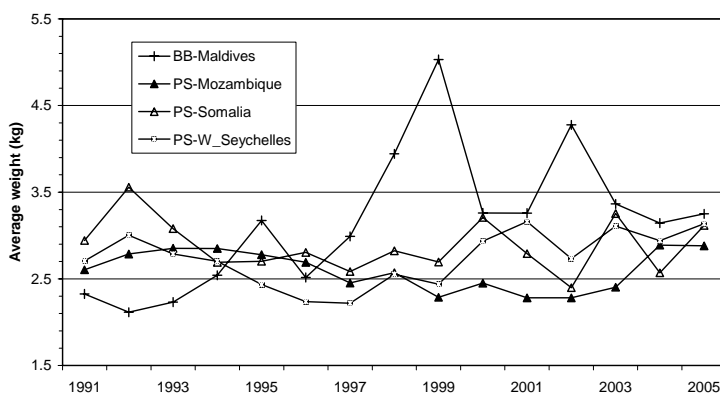 5.5
4.5
3.5
2.5
1.5
Average weight (kg)
BB-Maldives
PS-Mozambique
PS-Somalia
PS-W_Seychelles
1991 1993 1995 1997 1999 2001 2003 2005